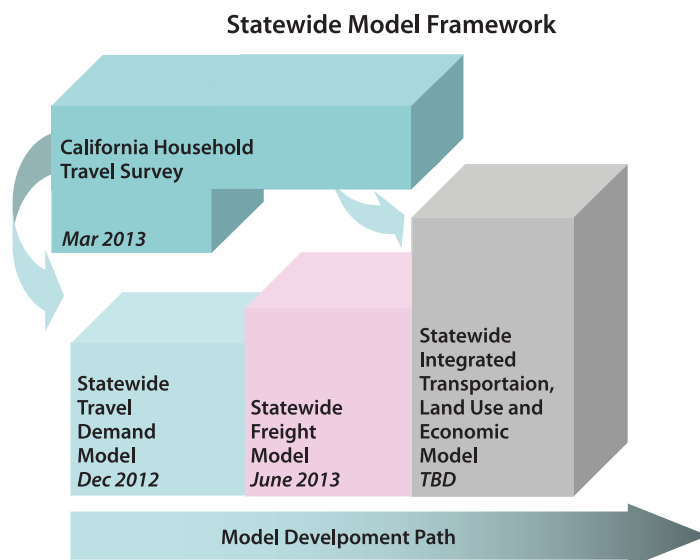 Statewide Model Framework
California Household
Travel Survey
Mar 2013
Statewide
Travel
Demand
Model
Dec 2012
Statewide
Freight
Model
June 2013
Statewide
Integrated
Transportaion,
Land Use and
Economic
Model
TBD
Model Develpoment Path